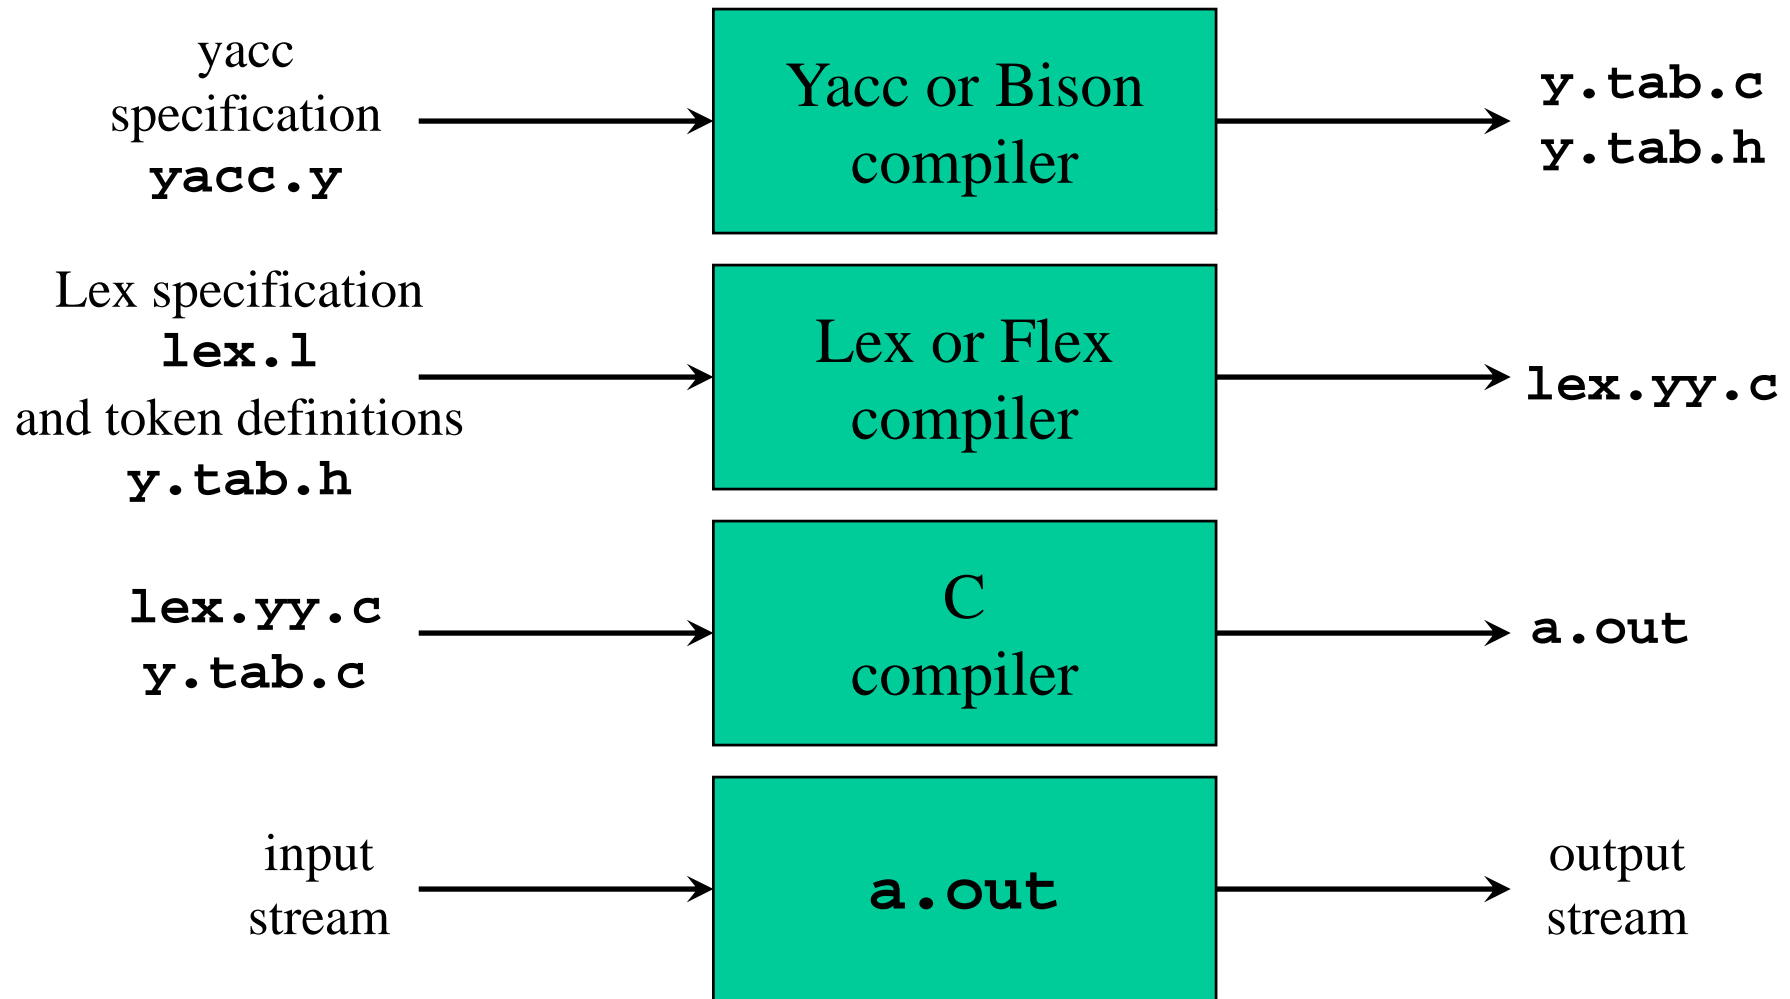 yacc
specification
yacc.y
Yacc or Bison
compiler
y.tab.c
y.tab.h
Lex specification
lex.l
and token definitions
y.tab.h
Lex or Flex
compiler
lex.yy.c
lex.yy.c
y.tab.c
C
compiler
a.out
input
stream
a.out
output
stream